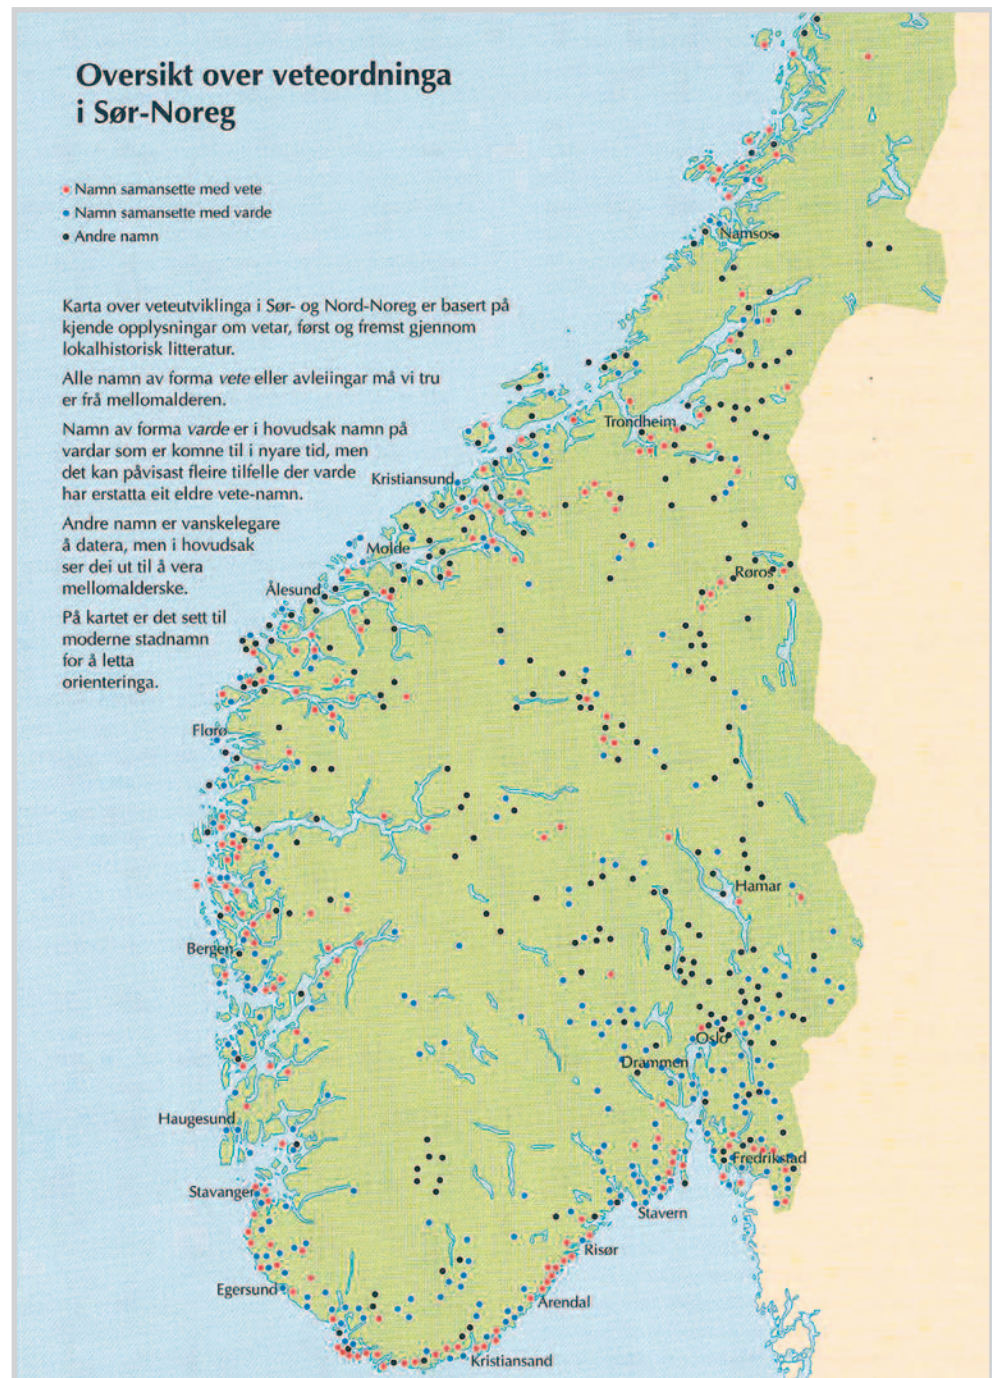 Oversikt over veteordninga
i Sør-Noreg
Namn samansette med vete
Namn samansette med varde
Andre namn
Karta over veteutviklinga i Sør- og Nord-Noreg er basert på
kjende opplysningar om vetar, først og fremst gjennom
lokalhistorisk litteratur.
Alle namn av forma vete eller avleiingar må vi tru
er frå mellomalderen.
Namn av forma varde er i hovudsak namn på
vardar som er komne til i nyare tid, men
det kan påvisast fleire tilfelle der varde
har erstatta eit eldre vete-namn.
Andre namn er vanskelegare
å datera, men i hovudsak
ser dei ut til å vera
mellomalderske.
På kartet er det sett til
moderne stadnamn
for å letta
orienteringa.
Namsos
Trondheim
Kristiansund
Molde
Røros
Ålesund
Florø
Hamar
Bergen
Oslo
Drammen
Haugesund
Fredrikstad
Stavanger
Stavern
Risør
Egersund
Arendal
Kristiansand